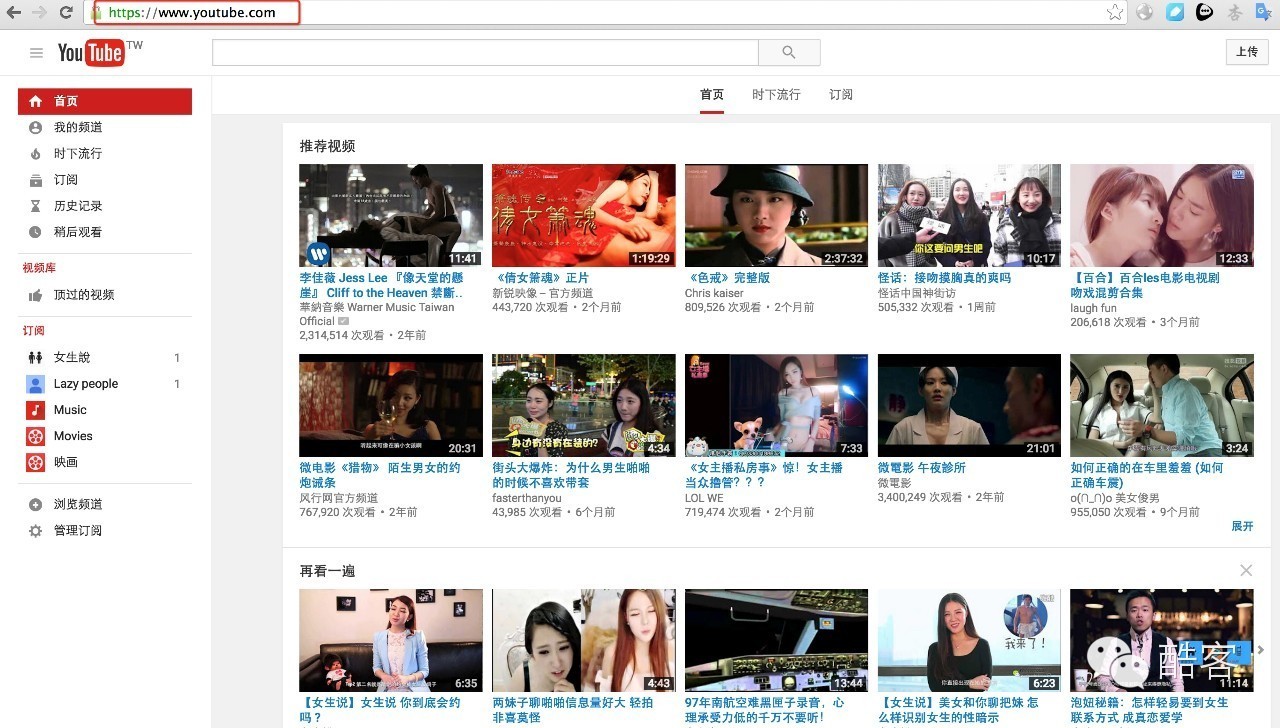 https://www.youtube.com
YouTube TW
上传
首页
时下流行
订阅
首页
我的频道
时下流行
订阅
历史记录
稍后观看
视频库
顶过的视频
订阅
女生說 1
Lazy people 1
Music
Movies
映画
浏览频道
管理订阅
推荐视频
11:41
李佳薇 Jess Lee 『像天堂的懸
崖』 Cliff to the Heaven 禁斷..
華納音樂 Warner Music Taiwan
Official
2,314,514 次观看 • 2年前
倩女箫魂
1:19:29
《倩女箫魂》正片
新锐映像 – 官方频道
443,720 次观看 • 2个月前
2:37:32
《色戒》完整版
Chris kaiser
809,526 次观看 • 2个月前
你这要问男生吧
10:17
怪话：接吻摸胸真的爽吗
怪话中国神街访
505,332 次观看 • 1周前
12:33
【百合】百合les电影电视剧
吻戏混剪合集
laugh fun
206,618 次观看 • 3个月前
20:31
微电影《猎物》 陌生男女的约
炮诫条
风行网官方频道
767,920 次观看 • 2年前
身边有没有在装的?
4:34
街头大爆炸：为什么男生啪啪
的时候不喜欢带套
fasterthanyou
43,985 次观看 • 6个月前
7:33
《女主播私房事》惊！女主播
当众撸管？？？
LOL WE
719,474 次观看 • 2个月前
21:01
微電影 午夜診所
微電影
3,400,249 次观看 • 2年前
3:24
如何正确的在车里羞羞 (如何
正确车震)
o(∩_∩)o 美女俊男
955,050 次观看 • 9个月前
展开
再看一遍
6:35
【女生说】女生说 你到底会约
吗？
4:43
两妹子聊啪啪信息量好大 轻拍
非喜莫怪
13:44
97年南航空难黑匣子录音，心
理承受力低的千万不要听！
我来了！
6:23
【女生说】美女和你聊把妹 怎
么样识别女生的性暗示
酷客
11:14
泡妞秘籍：怎样轻易要到女生
联系方式 成真恋爱学